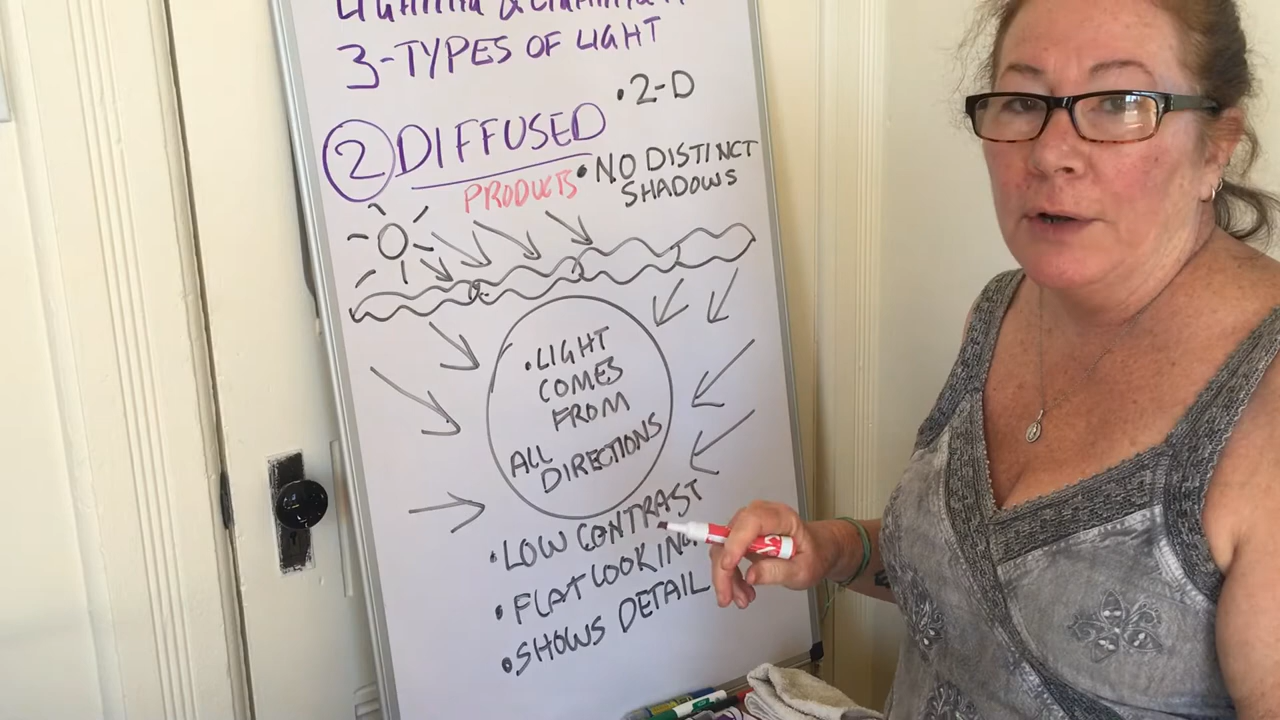 3-TYPES OF LIGHT
• 2-D
2 DIFFUSED
PRODUCTS
• NO DISTINCT
SHADOWS
• LIGHT
COMES
FROM
ALL
DIRECTIONS
• LOW CONTRAST
• FLAT LOOKING
• SHOWS DETAIL